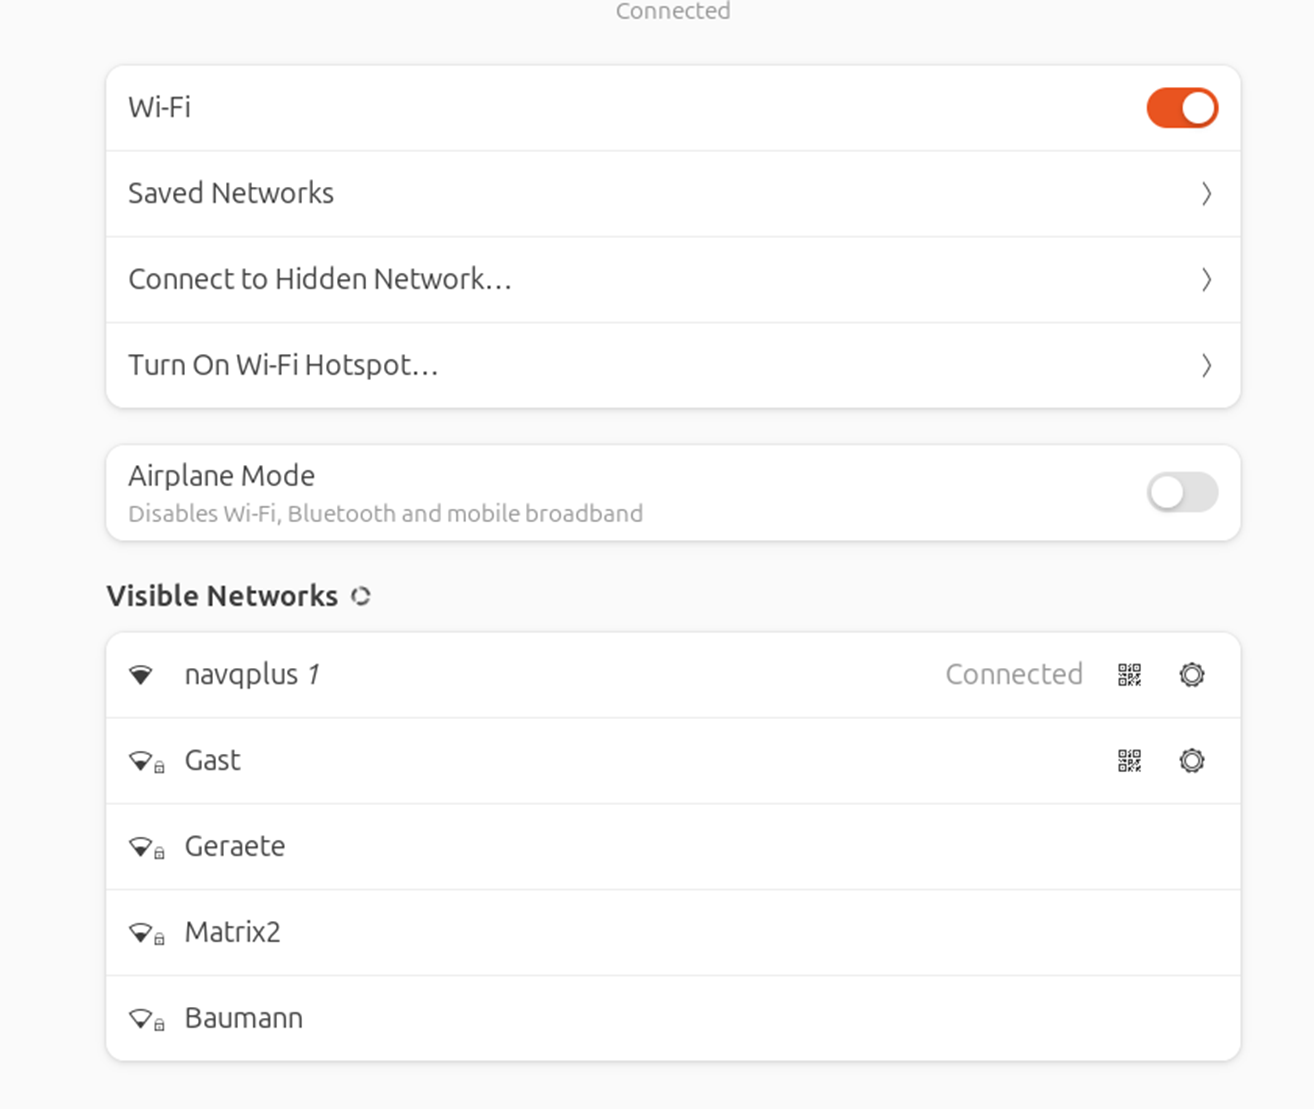 Connected
Wi-Fi
Saved Networks
Connect to Hidden Network…
Turn On Wi-Fi Hotspot…
Airplane Mode
Disables Wi-Fi, Bluetooth and mobile broadband
Visible Networks
navqplus 1 Connected
Gast
Geraete
Matrix2
Baumann